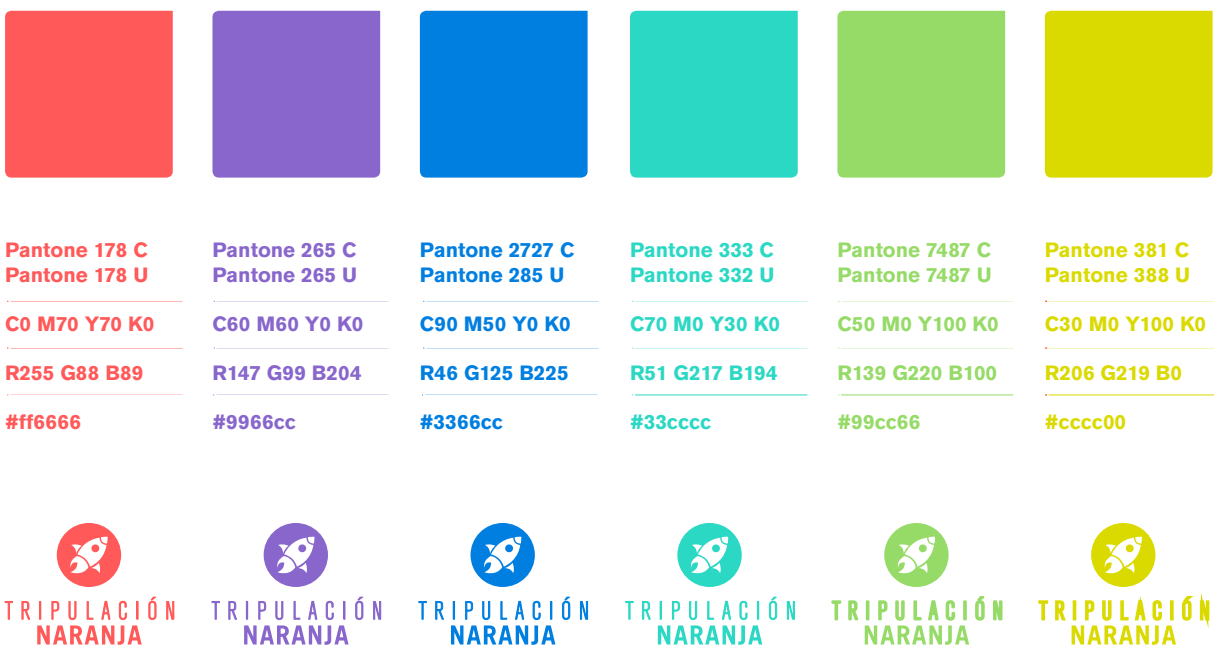 Pantone 178 C
Pantone 178 U
C0 M70 Y70 K0
R255 G88 B89
#ff6666
Pantone 265 C
Pantone 265 U
C60 M60 Y0 K0
R147 G99 B204
#9966cc
Pantone 2727 C
Pantone 285 U
C90 M50 Y0 K0
R46 G125 B225
#3366cc
Pantone 333 C
Pantone 332 U
C70 M0 Y30 K0
R51 G217 B194
#33cccc
Pantone 7487 C
Pantone 7487 U
C50 M0 Y100 K0
R139 G220 B100
#99cc66
Pantone 381 C
Pantone 388 U
C30 M0 Y100 K0
R206 G219 B0
#cccc00
TRIPULACIÓN
NARANJA
TRIPULACIÓN
NARANJA
TRIPULACIÓN
NARANJA
TRIPULACIÓN
NARANJA
TRIPULACIÓN
NARANJA
TRIPULACIÓN
NARANJA